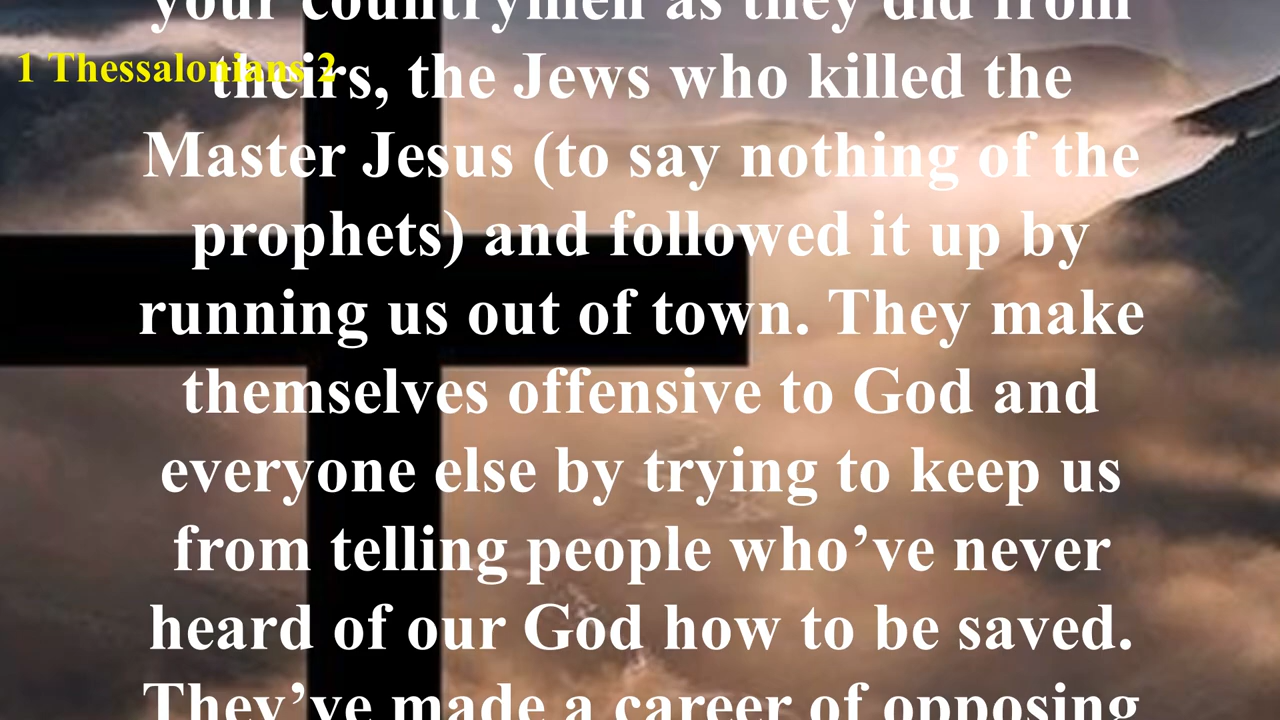 your countrymen as they did from
1 Thessalonians 2
theirs, the Jews who killed the
Master Jesus (to say nothing of the
prophets) and followed it up by
running us out of town. They make
themselves offensive to God and
everyone else by trying to keep us
from telling people who’ve never
heard of our God how to be saved.
They’ve made a career of opposing